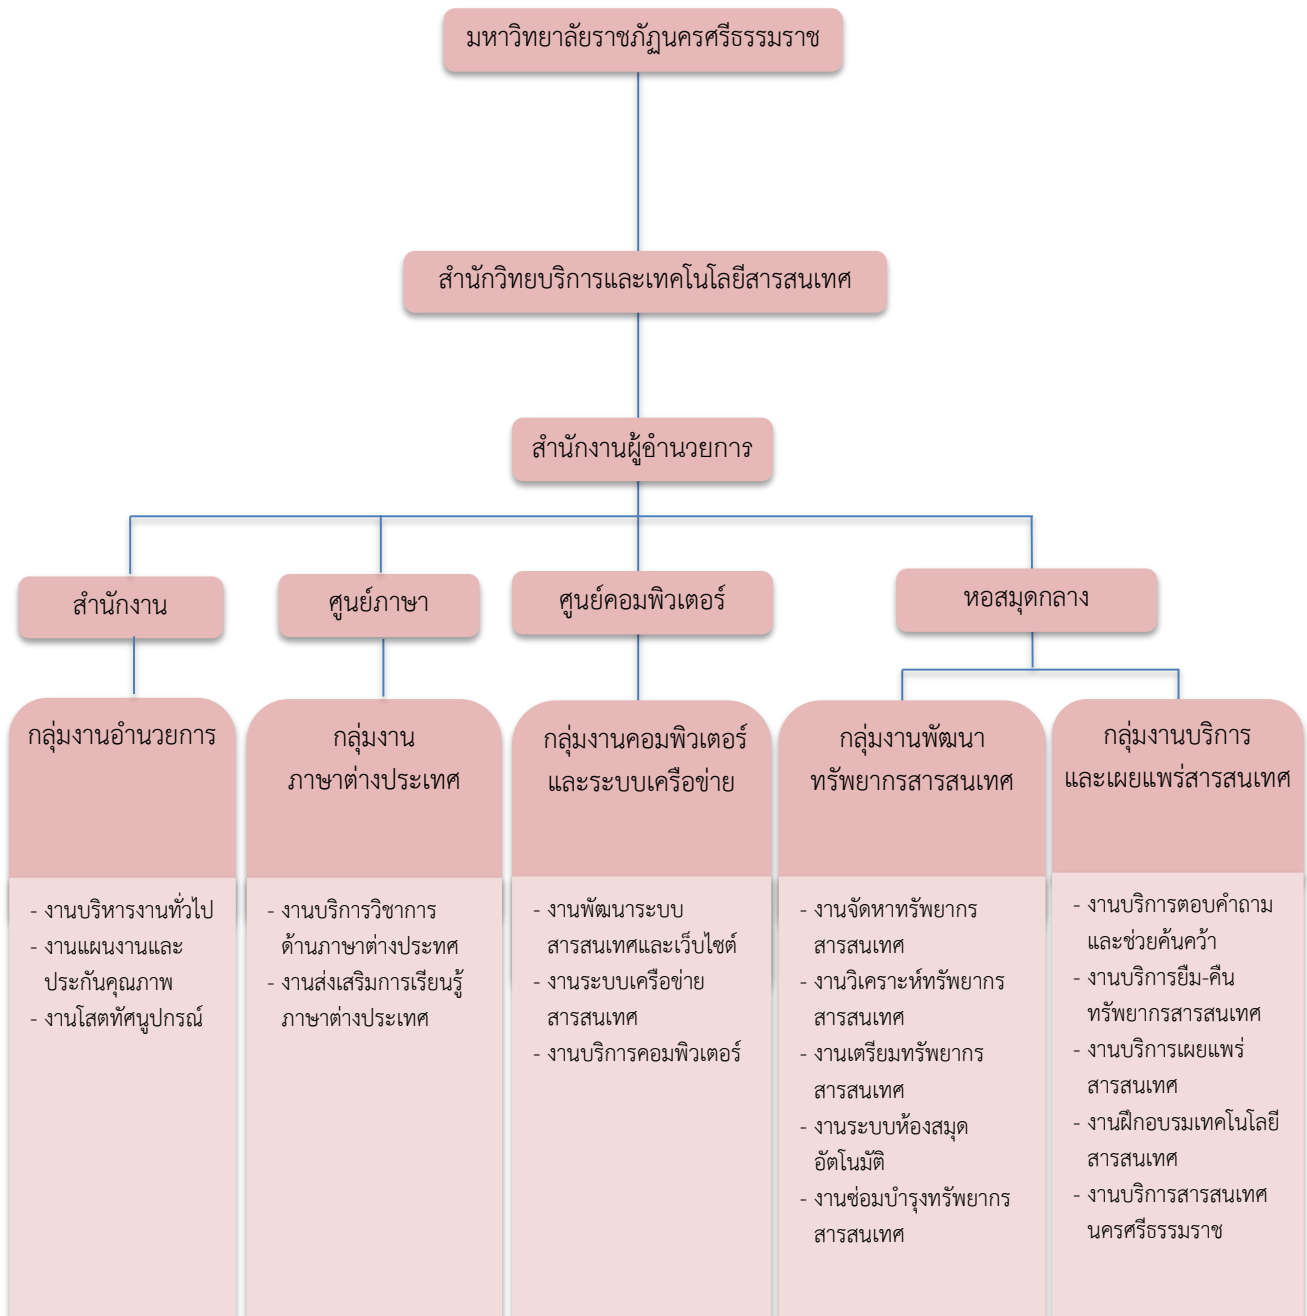 มหาวิทยาลัยราชภัฏนครศรีธรรมราช
สำนักวิทยบริการและเทคโนโลยีสารสนเทศ
สำนักงานผู้อำนวยการ
สำนักงาน
ศูนย์ภาษา
ศูนย์คอมพิวเตอร์
หอสมุดกลาง
กลุ่มงานอำนวยการ
- งานบริหารงานทั่วไป
- งานแผนงานและ
ประกันคุณภาพ
- งานโสตทัศนูปกรณ์
กลุ่มงาน
ภาษาต่างประเทศ
- งานบริการวิชาการ
ด้านภาษาต่างประทศ
- งานส่งเสริมการเรียนรู้
ภาษาต่างประเทศ
กลุ่มงานคอมพิวเตอร์
และระบบเครือข่าย
- งานพัฒนาระบบ
สารสนเทศและเว็บไซต์
- งานระบบเครือข่าย
สารสนเทศ
- งานบริการคอมพิวเตอร์
กลุ่มงานพัฒนา
ทรัพยากรสารสนเทศ
- งานจัดหาทรัพยากร
สารสนเทศ
- งานวิเคราะห์ทรัพยากร
สารสนเทศ
- งานเตรียมทรัพยากร
สารสนเทศ
- งานระบบห้องสมุด
อัตโนมัติ
- งานซ่อมบำรุงทรัพยากร
สารสนเทศ
กลุ่มงานบริการ
และเผยแพร่สารสนเทศ
- งานบริการตอบคำถาม
และช่วยค้นคว้า
- งานบริการยืม-คืน
ทรัพยากรสารสนเทศ
- งานบริการเผยแพร่
สารสนเทศ
- งานฝึกอบรมเทคโนโลยี
สารสนเทศ
- งานบริการสารสนเทศ
นครศรีธรรมราช